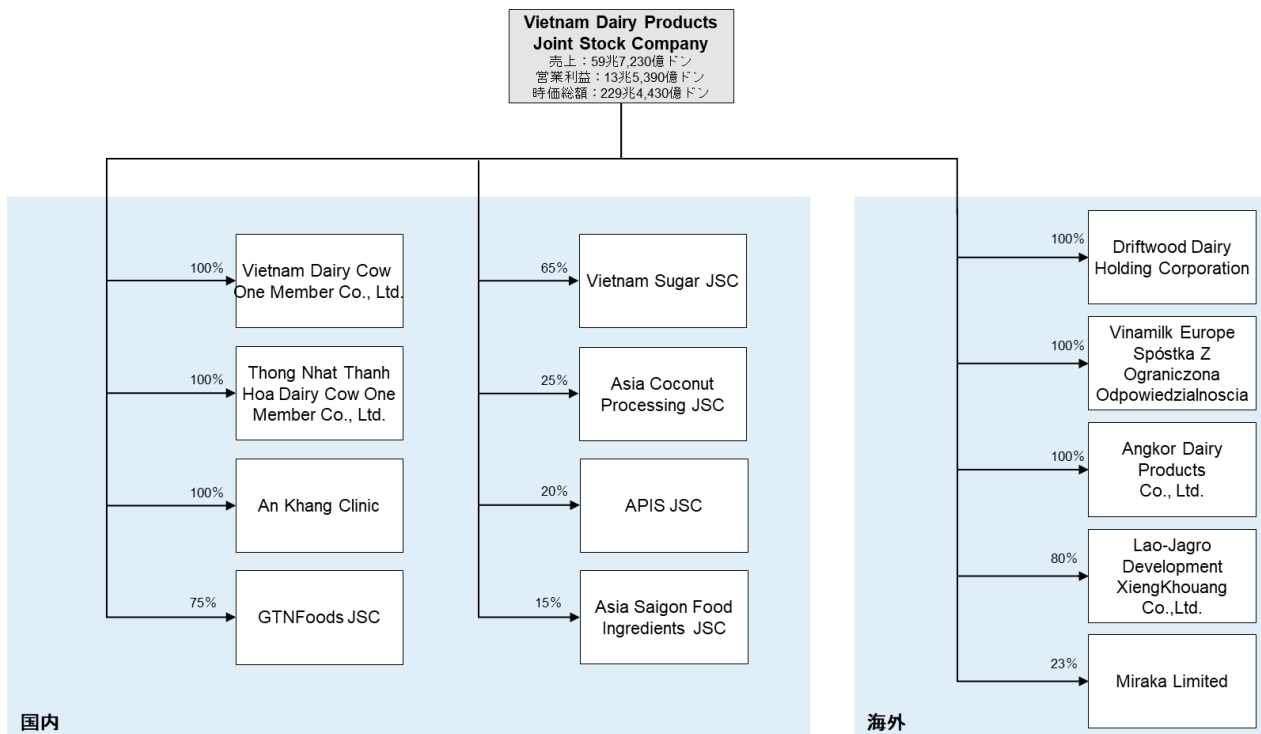 Vietnam Dairy Products
Joint Stock Company
売上：59兆7,230億ドン
営業利益：13兆5,390億ドン
時価総額：229兆4,430億ドン
100%
Vietnam Dairy Cow
One Member Co., Ltd.
100%
Thong Nhat Thanh
Hoa Dairy Cow One
Member Co., Ltd.
100%
An Khang Clinic
75%
GTNFoods JSC
65%
Vietnam Sugar JSC
25%
Asia Coconut
Processing JSC
20%
APIS JSC
15%
Asia Saigon Food
Ingredients JSC
国内
100%
Driftwood Dairy
Holding Corporation
100%
Vinamilk Europe
Spóstka Z
Ograniczona
Odpowiedzialnoscia
100%
Angkor Dairy
Products
Co., Ltd.
80%
Lao-Jagro
Development
XiengKhouang
Co.,Ltd.
23%
Miraka Limited
海外